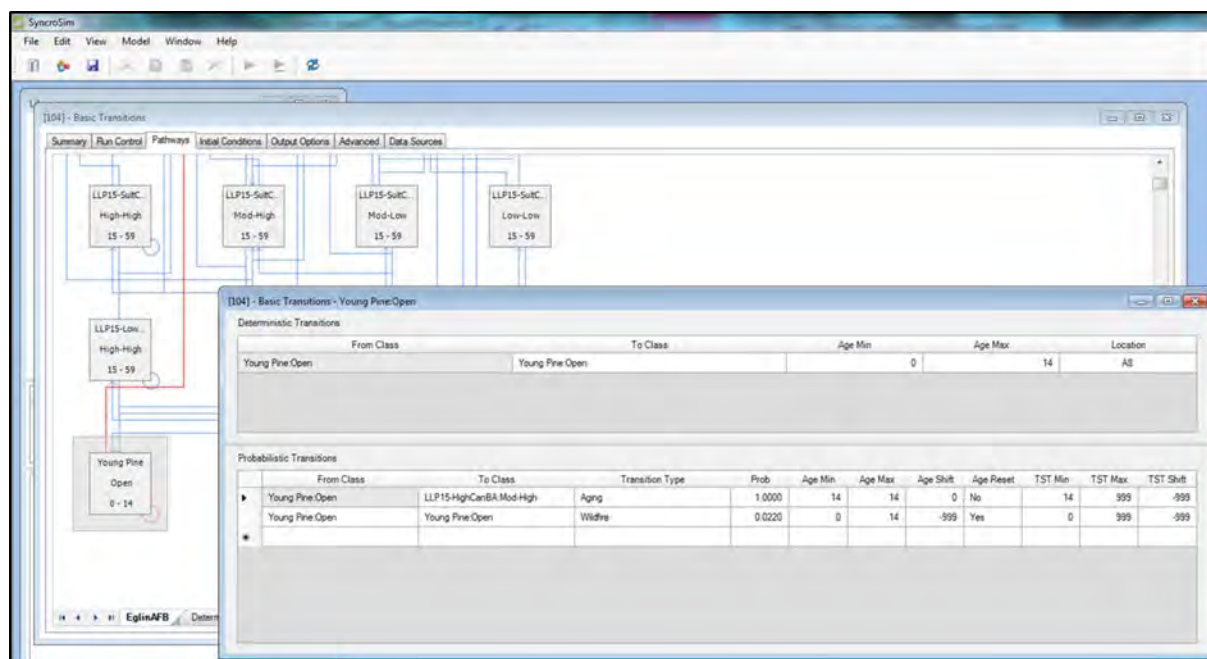 SyncroSim
File Edit View Model Window Help
[104] - Basic Transitions
Summary Run Control Pathways Initial Conditions Output Options Advanced Data Sources
LLP15-SuitC... LLP15-SuitC... LLP15-SuitC... LLP15-SuitC...
High-High Mod-High Mod-Low Low-Low
15 - 59 15 - 59 15 - 59 15 - 59
LLP15-Low...
High-High
15 - 59
Young Pine
Open
0 - 14
EglinAFB Determ
[104] - Basic Transitions - Young Pine:Open
Deterministic Transitions
From Class To Class Age Min Age Max Location
Young Pine:Open Young Pine:Open 0 14 All
Probabilistic Transitions
From Class To Class Transition Type Prob Age Min Age Max Age Shift Age Reset TST Min TST Max TST Shift
Young Pine:Open LLP15-HighCanBA:Mod-High Aging 1.0000 14 14 0 No 14 999 -999
Young Pine:Open Young Pine:Open Wildfire 0.0220 0 14 -999 Yes 0 999 -999